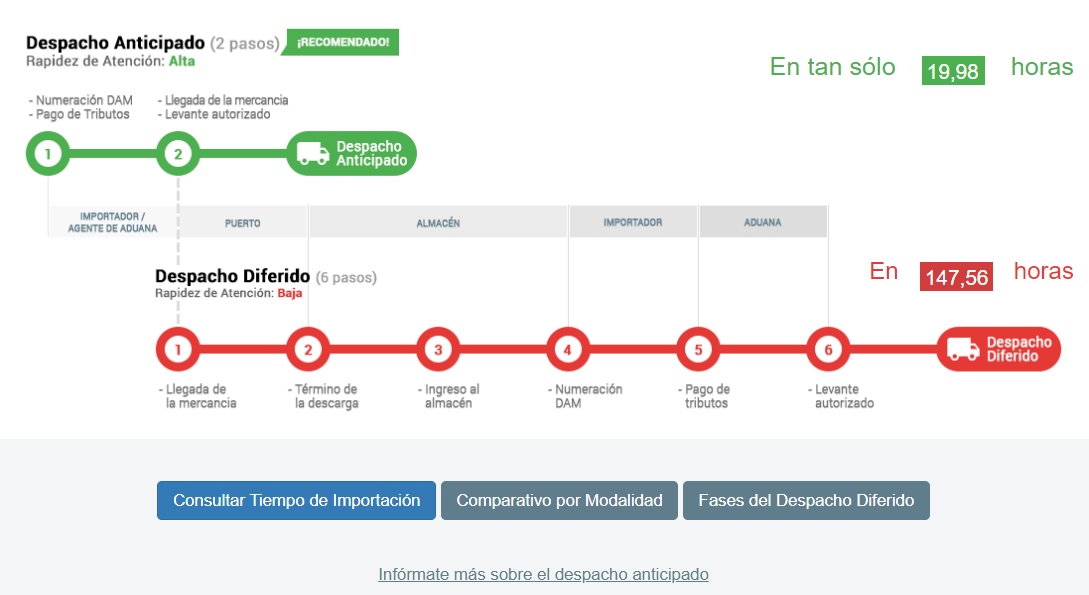 Despacho Anticipado (2 pasos) ¡RECOMENDADO!
Rapidez de Atención: Alta
En tan sólo 19,98 horas
- Numeración DAM
- Pago de Tributos
- Llegada de la mercancia
- Levante autorizado
1
2
Despacho
Anticipado
IMPORTADOR /
AGENTE DE ADUANA
PUERTO
ALMACÉN
IMPORTADOR
ADUANA
Despacho Diferido (6 pasos)
Rapidez de Atención: Baja
En 147,56 horas
1
2
3
4
5
6
Despacho
Diferido
- Llegada de
la mercancia
- Término de
la descarga
- Ingreso al
almacén
- Numeración
DAM
- Pago de
tributos
- Levante
autorizado
Consultar Tiempo de Importación
Comparativo por Modalidad
Fases del Despacho Diferido
Infórmate más sobre el despacho anticipado